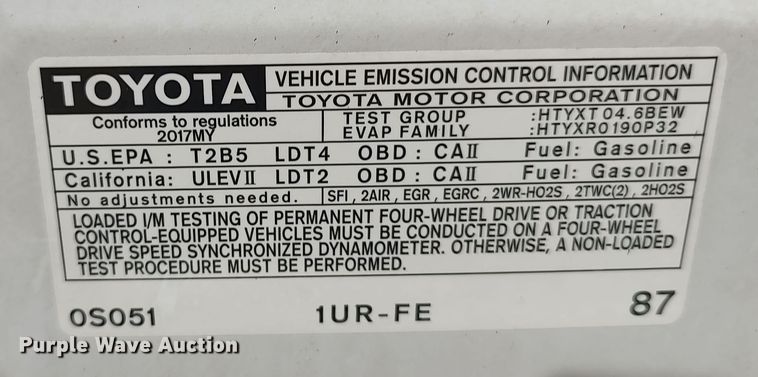 TOYOTA VEHICLE EMISSION CONTROL INFORMATION
TOYOTA MOTOR CORPORATION
Conforms to regulations
2017MY
TEST GROUP :HTYXT04.6BEW
EVAP FAMILY :HTYXR0190P32
U.S.EPA : T2B5 LDT4 OBD : CAII Fuel: Gasoline
California: ULEVII LDT2 OBD : CAII Fuel: Gasoline
No adjustments needed. SFI , 2AIR , EGR , EGRC , 2WR-HO2S , 2TWC(2) , 2HO2S
LOADED I/M TESTING OF PERMANENT FOUR-WHEEL DRIVE OR TRACTION
CONTROL-EQUIPPED VEHICLES MUST BE CONDUCTED ON A FOUR-WHEEL
DRIVE SPEED SYNCHRONIZED DYNAMOMETER. OTHERWISE, A NON-LOADED
TEST PROCEDURE MUST BE PERFORMED.
0S051 1UR-FE 87
Purple Wave Auction